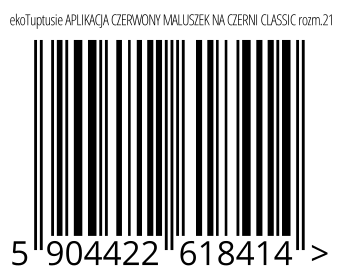 ekoTuptusie APLIKACJA CZERWONY MALUSZEK NA CZERNI CLASSIC rozm.21
5 904422 618414 >